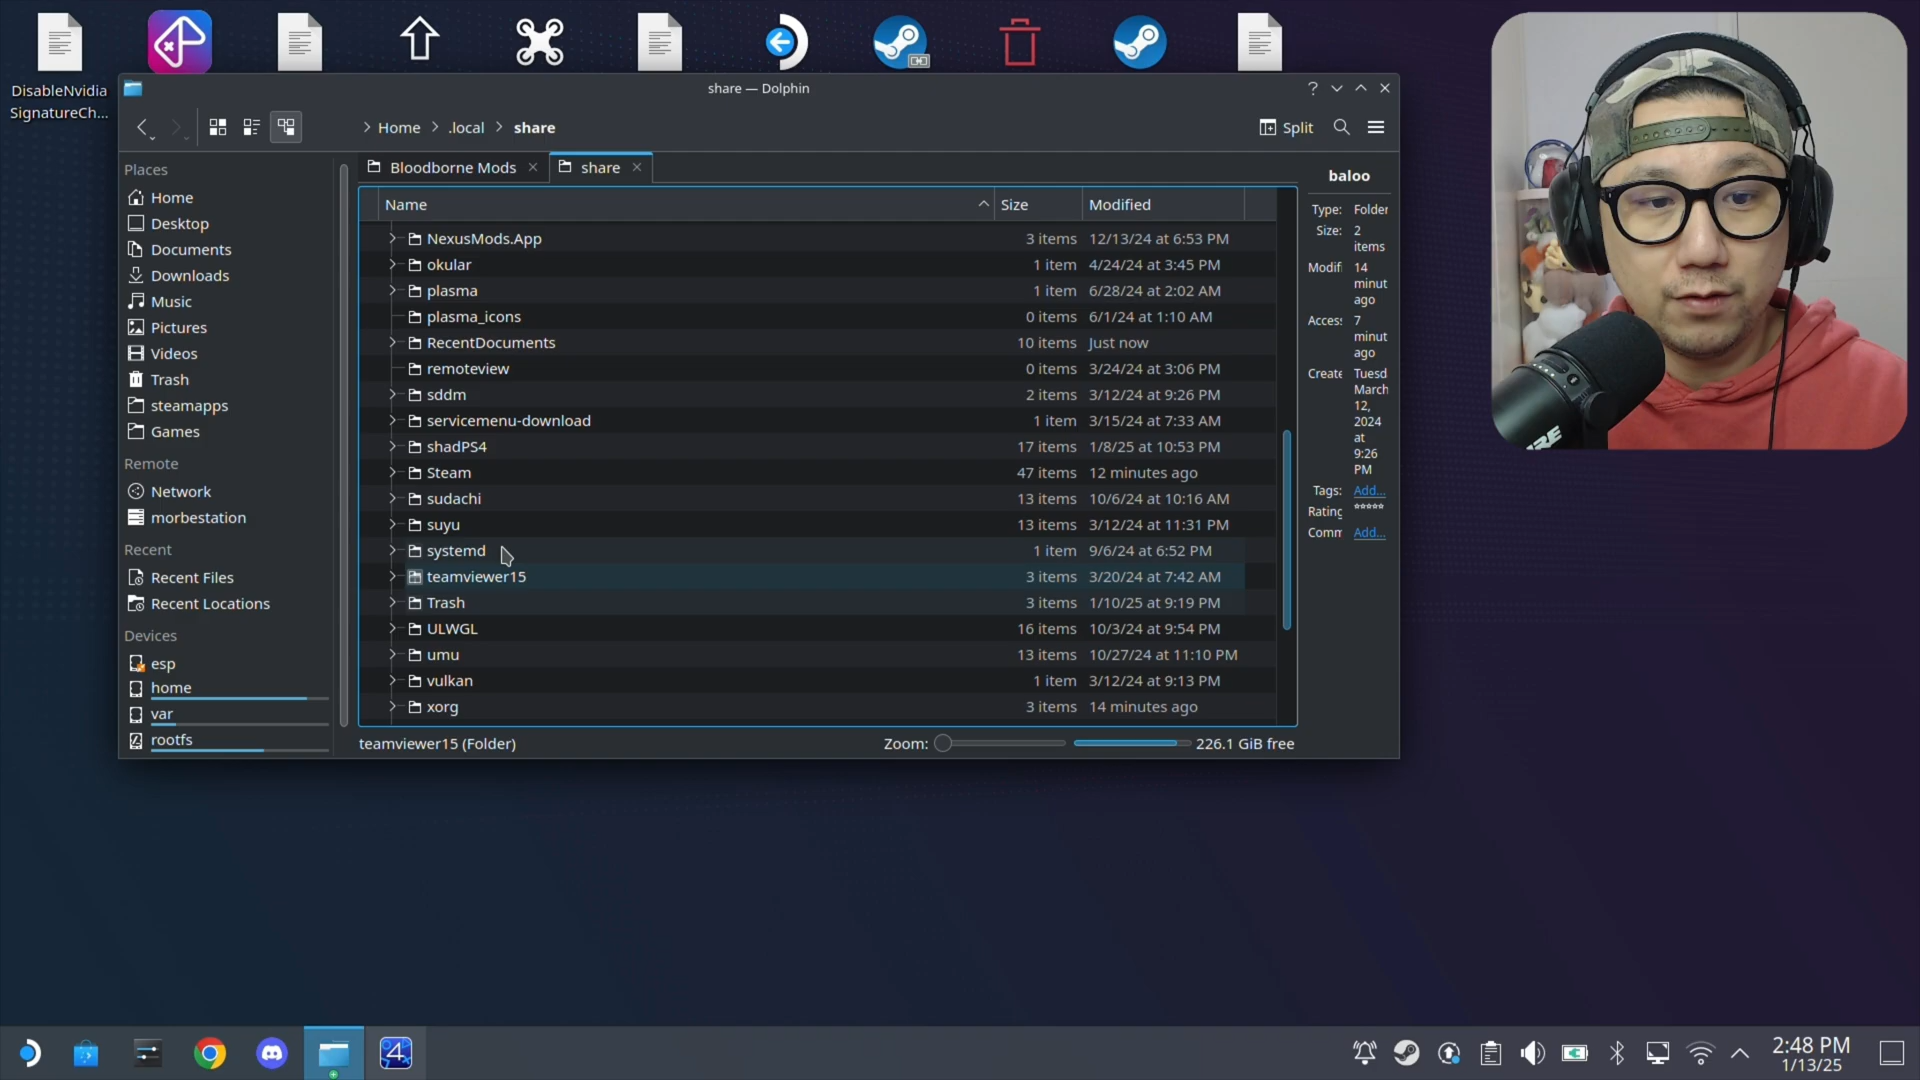 DisableNvidia
SignatureCh...
share — Dolphin
?
Home
.local
share
Split
Places
Home
Desktop
Documents
Downloads
Music
Pictures
Videos
Trash
steamapps
Games
Remote
Network
morbestation
Recent
Recent Files
Recent Locations
Devices
esp
home
var
rootfs
Bloodborne Mods
share
Name Size Modified
NexusMods.App 3 items 12/13/24 at 6:53 PM
okular 1 item 4/24/24 at 3:45 PM
plasma 1 item 6/28/24 at 2:02 AM
plasma_icons 0 items 6/1/24 at 1:10 AM
RecentDocuments 10 items Just now
remoteview 0 items 3/24/24 at 3:06 PM
sddm 2 items 3/12/24 at 9:26 PM
servicemenu-download 1 item 3/15/24 at 7:33 AM
shadPS4 17 items 1/8/25 at 10:53 PM
Steam 47 items 12 minutes ago
sudachi 13 items 10/6/24 at 10:16 AM
suyu 13 items 3/12/24 at 11:31 PM
systemd 1 item 9/6/24 at 6:52 PM
teamviewer15 3 items 3/20/24 at 7:42 AM
Trash 3 items 1/10/25 at 9:19 PM
ULWGL 16 items 10/3/24 at 9:54 PM
umu 13 items 10/27/24 at 11:10 PM
vulkan 1 item 3/12/24 at 9:13 PM
xorg 3 items 14 minutes ago
teamviewer15 (Folder)
Zoom:
226.1 GiB free
baloo
Type: Folder
Size: 2
items
Modifi 14
minut
ago
Access 7
minut
ago
Create Tuesd
March
12,
2024
at
9:26
PM
Tags: Add...
Rating
Comm Add...
4
2:48 PM
1/13/25